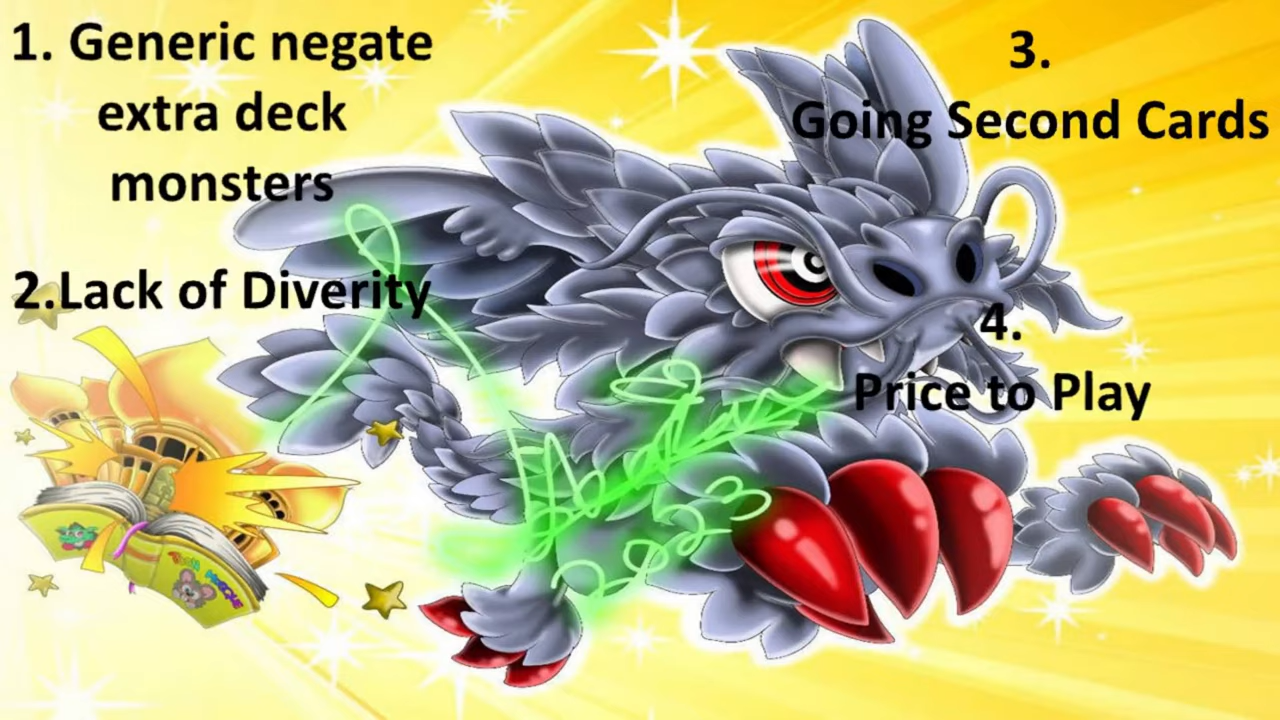 1. Generic negate
extra deck
monsters
2.Lack of Diverity
3.
Going Second Cards
4.
Price to Play